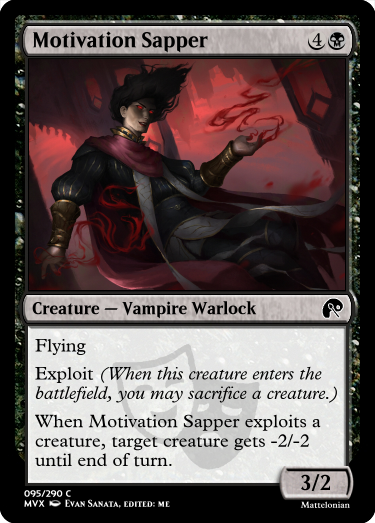 Motivation Sapper 4
Creature — Vampire Warlock
Flying
Exploit (When this creature enters the
battlefield, you may sacrifice a creature.)
When Motivation Sapper exploits a
creature, target creature gets -2/-2
until end of turn.
3/2
095/290 C
MVX Evan Sanata, edited: me
Mattelonian